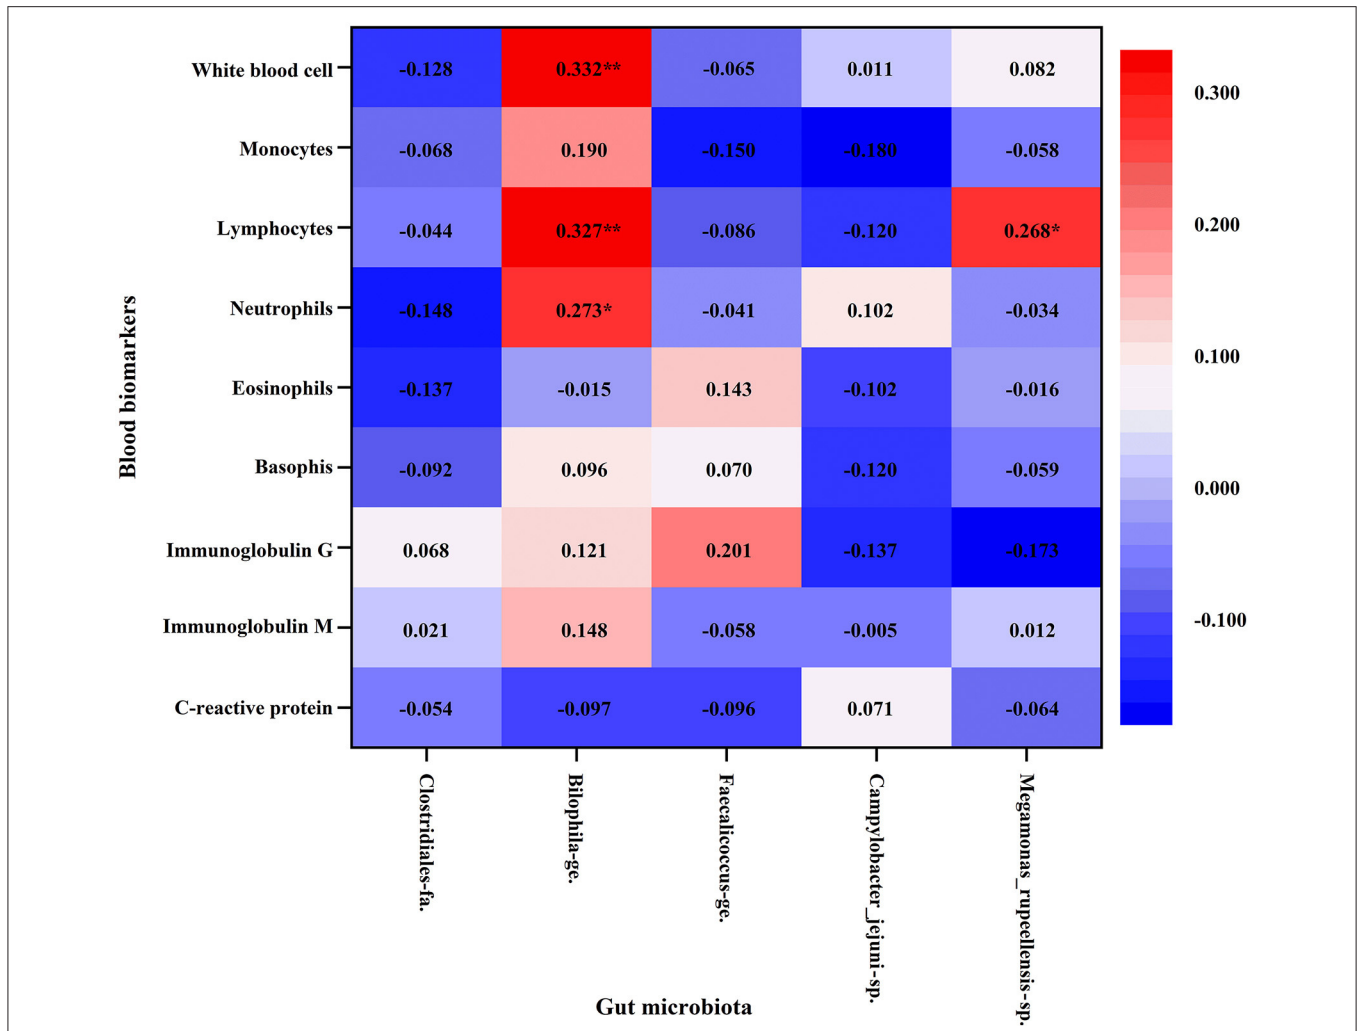 White blood cell -0.128 0.332** -0.065 0.011 0.082
Monocytes -0.068 0.190 -0.150 -0.180 -0.058
Lymphocytes -0.044 0.327** -0.086 -0.120 0.268*
Neutrophils -0.148 0.273* -0.041 0.102 -0.034
Eosinophils -0.137 -0.015 0.143 -0.102 -0.016
Basophis -0.092 0.096 0.070 -0.120 -0.059
Immunoglobulin G 0.068 0.121 0.201 -0.137 -0.173
Immunoglobulin M 0.021 0.148 -0.058 -0.005 0.012
C-reactive protein -0.054 -0.097 -0.096 0.071 -0.064
Blood biomarkers
Clostridiales-fa.
Bilophila-ge.
Faecalicoccus-ge.
Campylobacter_jejuni-sp.
Megamonas_rupeellensis-sp.
Gut microbiota
0.300
0.200
0.100
0.000
-0.100